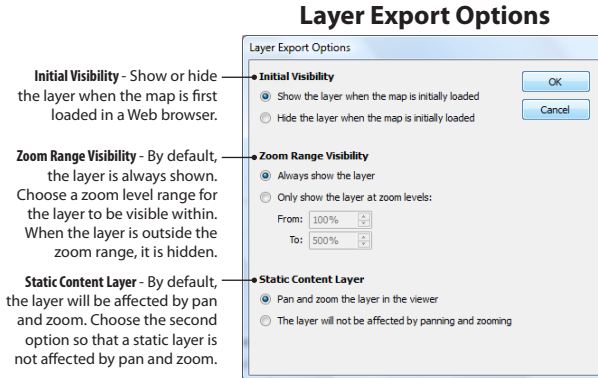 Layer Export Options
Layer Export Options
Initial Visibility - Show or hide
the layer when the map is first
loaded in a Web browser.
Initial Visibility
Show the layer when the map is initially loaded
Hide the layer when the map is initially loaded
OK
Cancel
Zoom Range Visibility - By default,
the layer is always shown.
Choose a zoom level range for
the layer to be visible within.
When the layer is outside the
zoom range, it is hidden.
Zoom Range Visibility
Always show the layer
Only show the layer at zoom levels:
From: 100%
To: 500%
Static Content Layer - By default,
the layer will be affected by pan
and zoom. Choose the second
option so that a static layer is
not affected by pan and zoom.
Static Content Layer
Pan and zoom the layer in the viewer
The layer will not be affected by panning and zooming